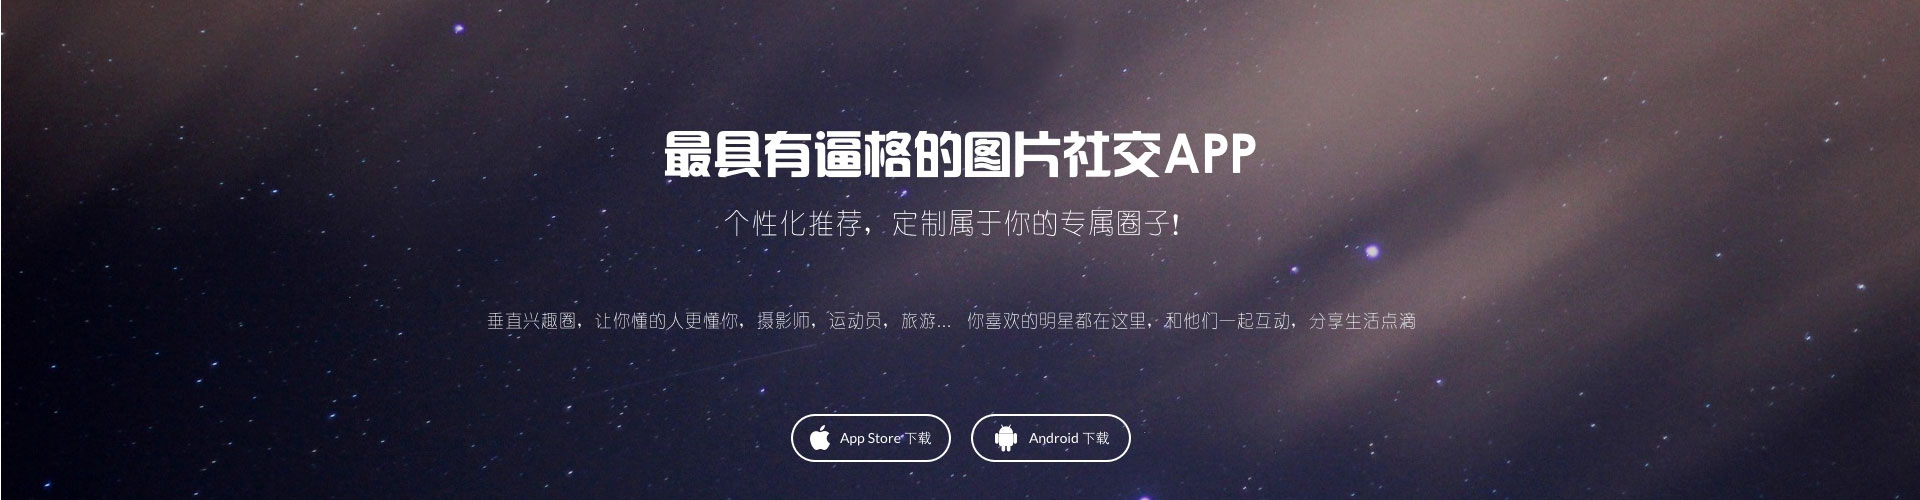 最具有逼格的图片社交APP
个性化推荐，定制属于你的专属圈子!
垂直兴趣圈，让你懂的人更懂你，摄影师，运动员，旅游... 你喜欢的明星都在这里，和他们一起互动，分享生活点滴
App Store 下载
Android 下载